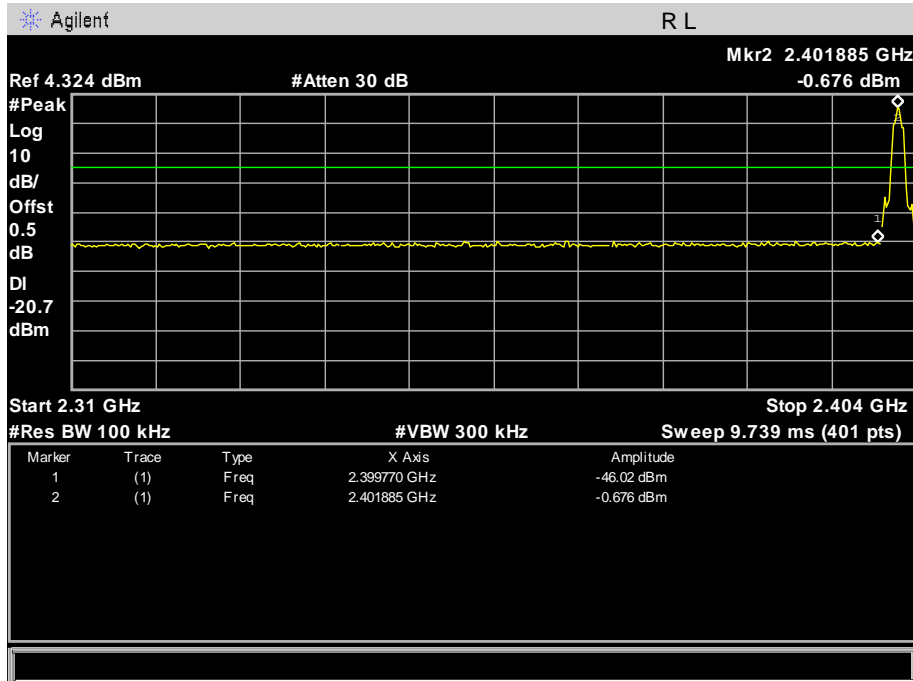 Agilent R L
Mkr2 2.401885 GHz
Ref 4.324 dBm #Atten 30 dB -0.676 dBm
#Peak
Log
10
dB/
Offst
0.5
dB
DI
-20.7
dBm
1
2
Start 2.31 GHz Stop 2.404 GHz
#Res BW 100 kHz #VBW 300 kHz Sweep 9.739 ms (401 pts)
Marker Trace Type X Axis Amplitude
1 (1) Freq 2.399770 GHz -46.02 dBm
2 (1) Freq 2.401885 GHz -0.676 dBm